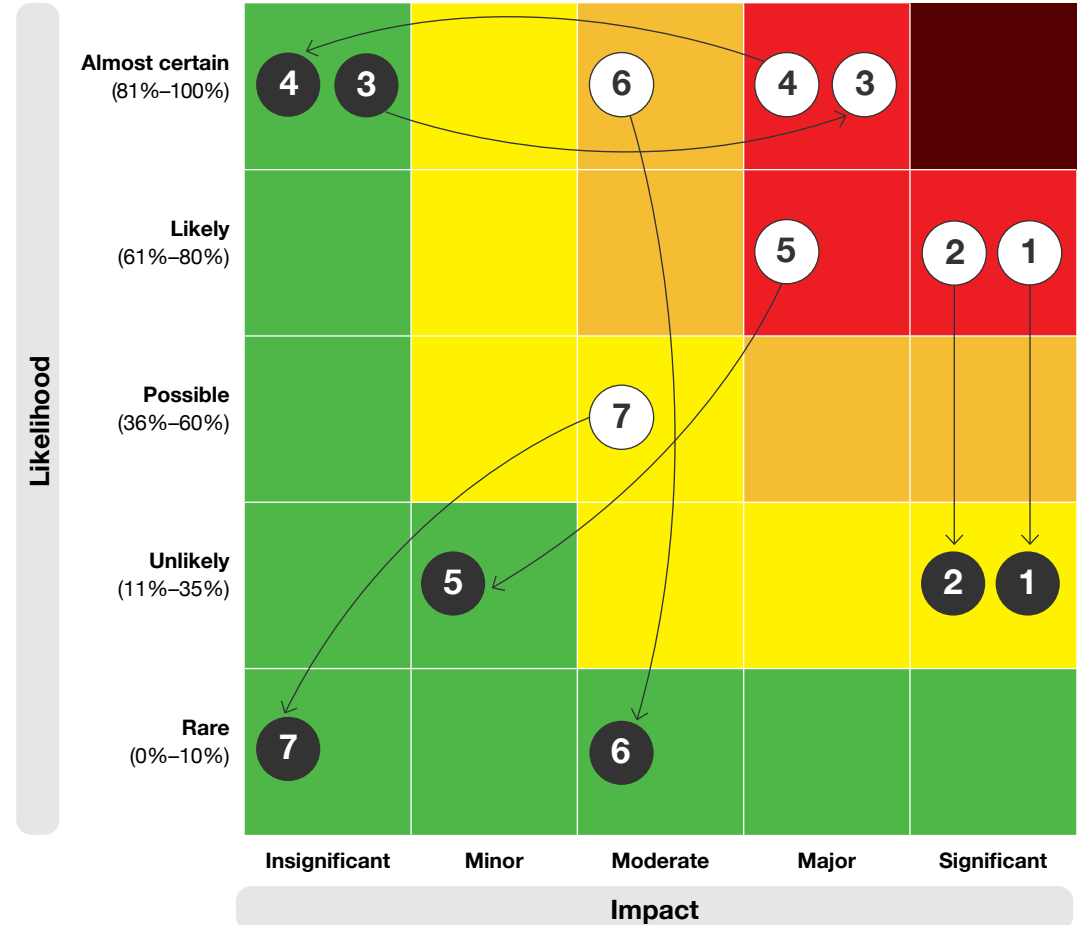 Almost certain
(81%–100%)
4 3 6 4 3
Likely
(61%–80%)
5 2 1
Likelihood
Possible
(36%–60%)
7
Unlikely
(11%–35%)
5 2 1
Rare
(0%–10%)
7 6
Insignificant Minor Moderate Major Significant
Impact